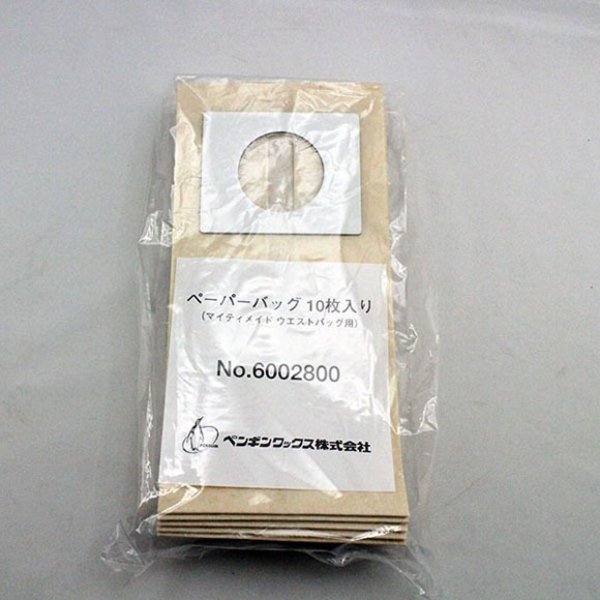 ペーパーバッグ 10枚入り
(マイティメイド ウエストバッグ用)
No.6002800
ペンギンワックス株式会社